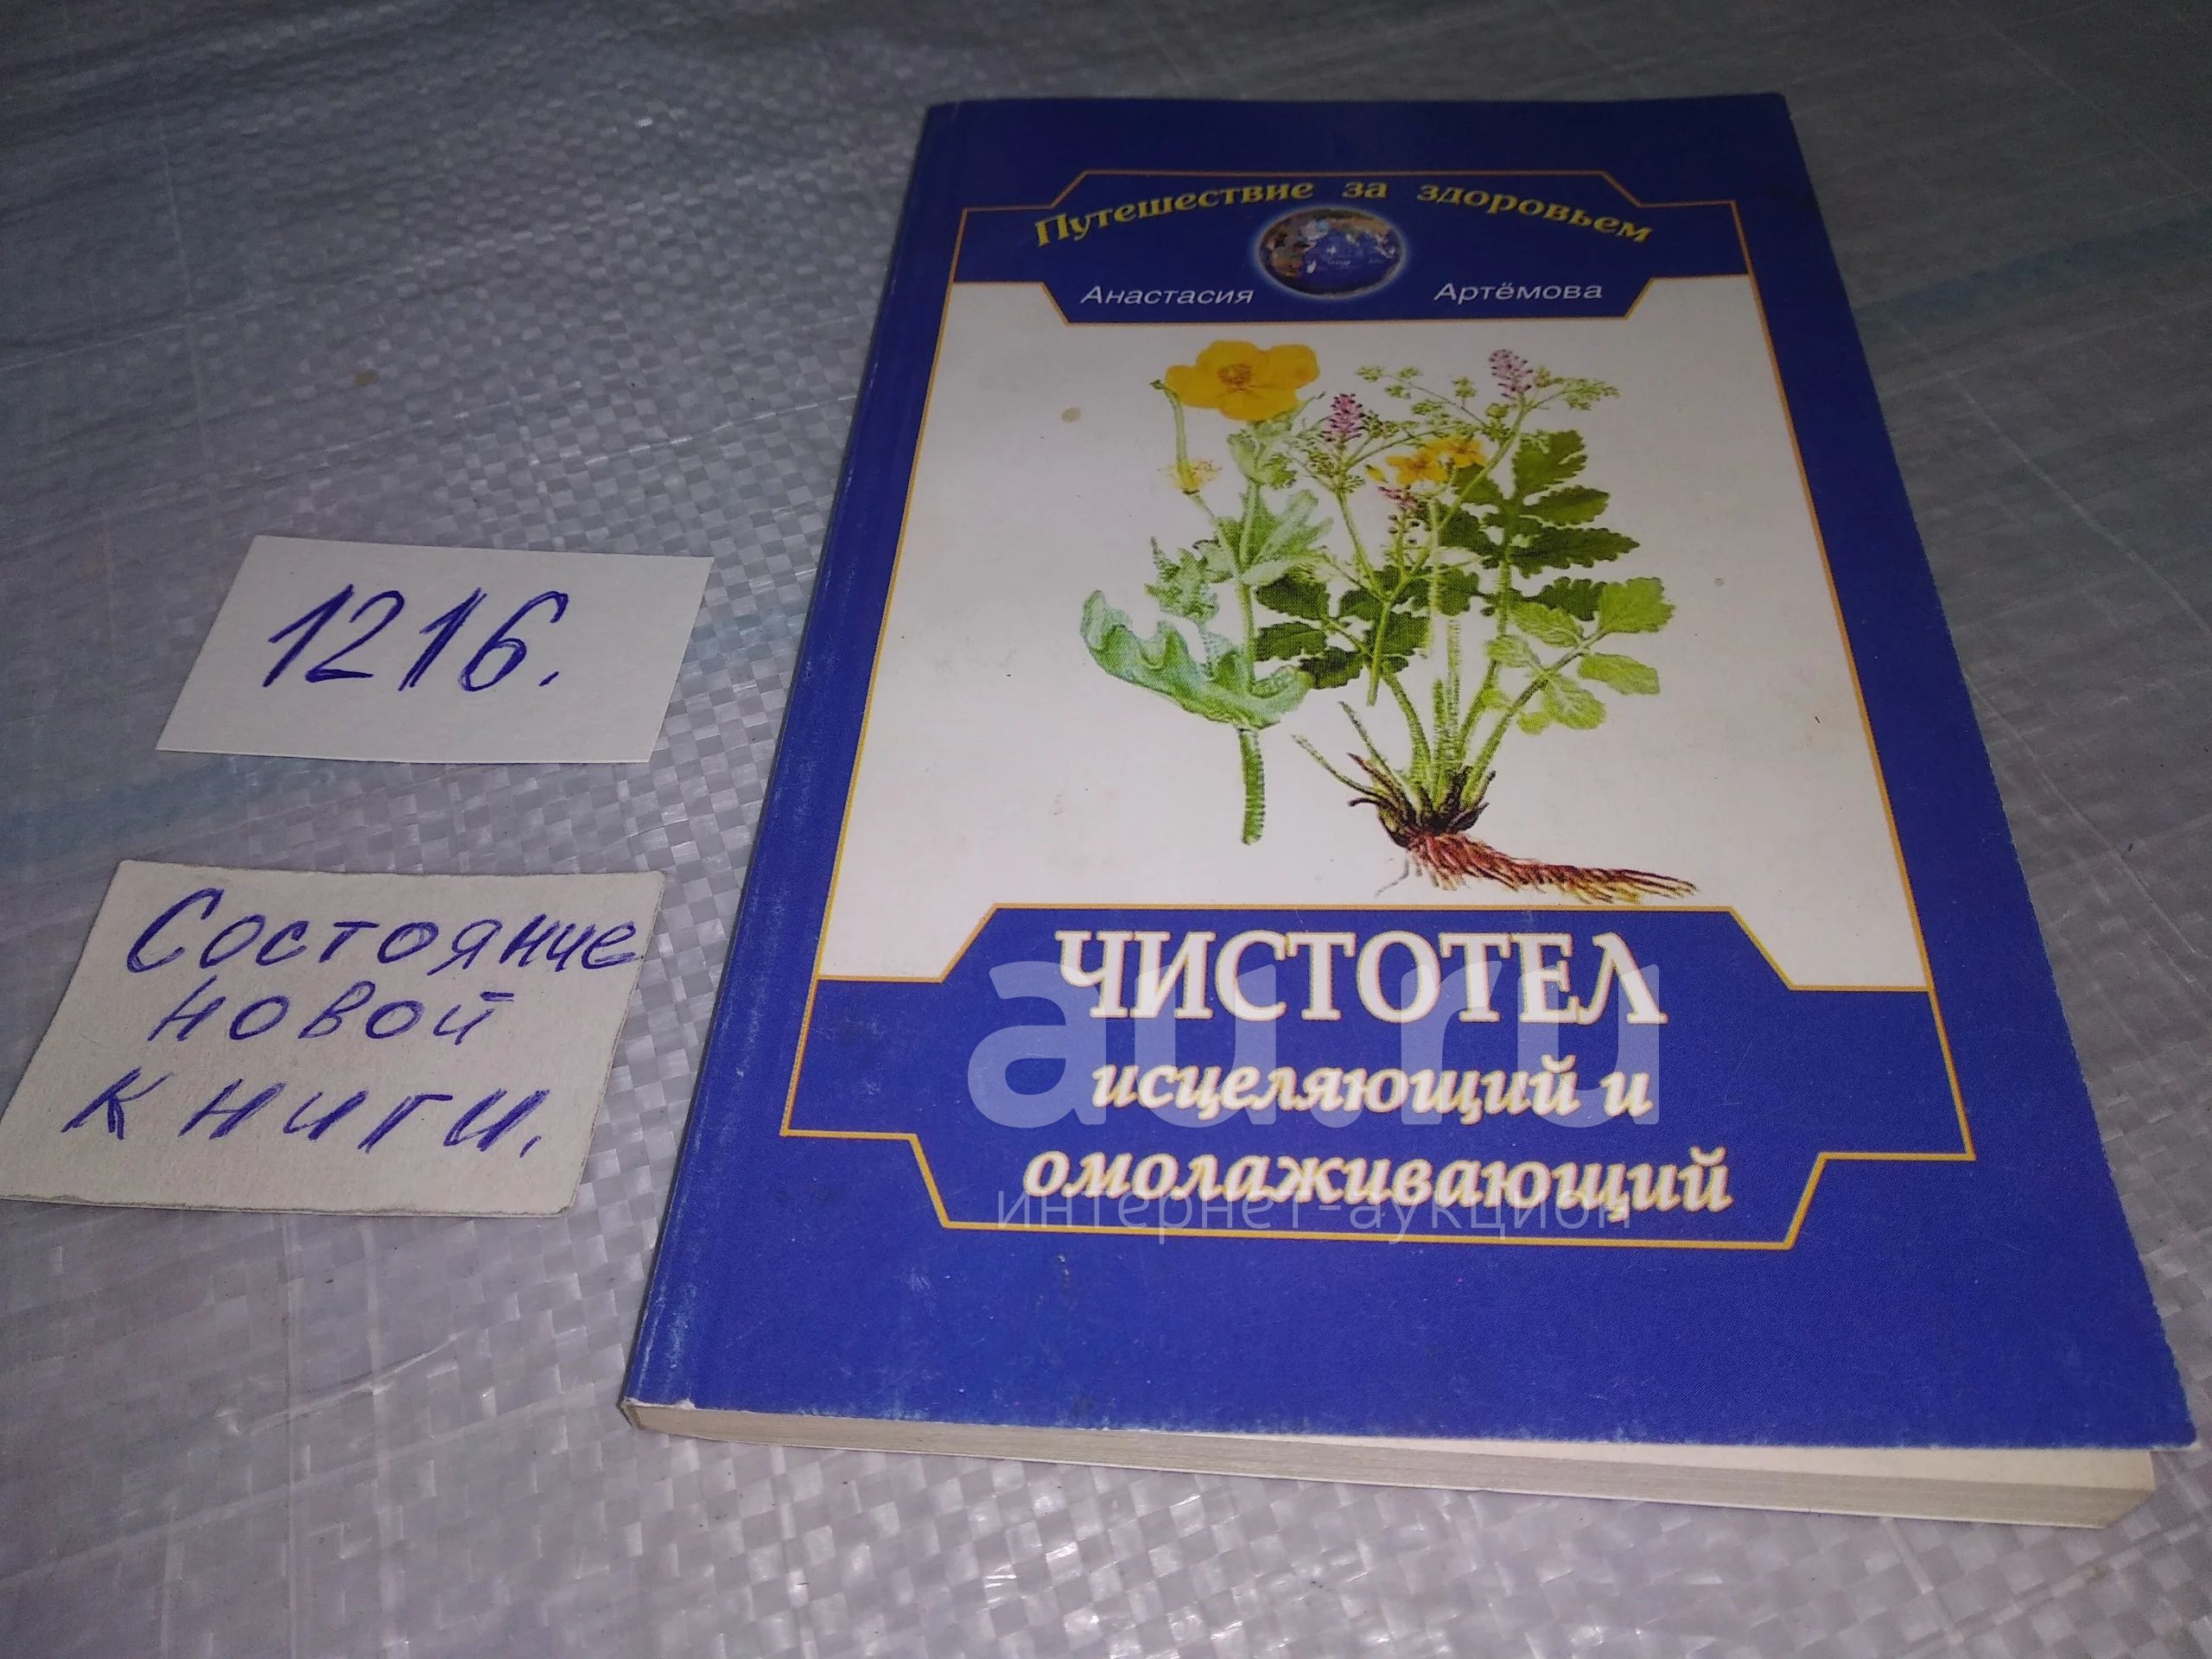 Путешествие за здоровьем
Анастасия Артёмова
ЧИСТОТЕЛ
исцеляющий и
омолаживающий
1216.
Состояние
новой
книги.
au.ru
интернет-аукцион